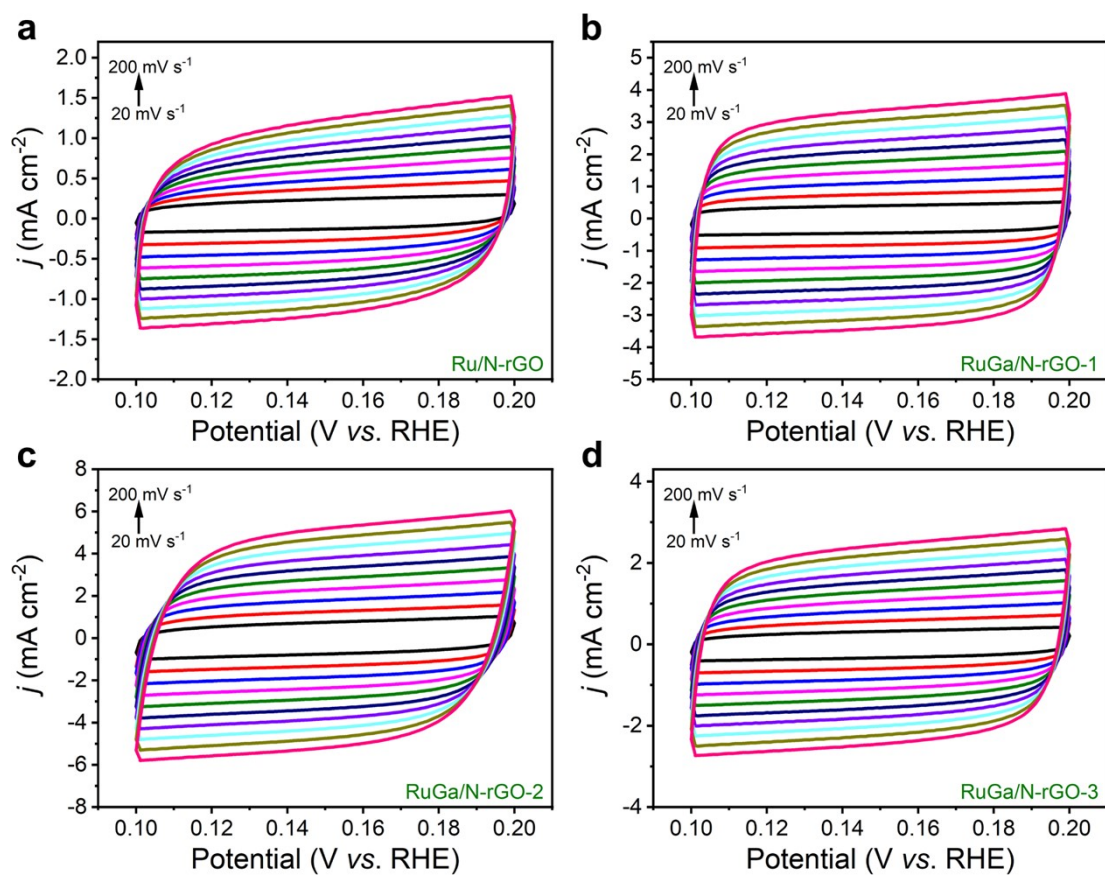 a
2.0
1.5
1.0
0.5
0.0
-0.5
-1.0
-1.5
-2.0
j (mA cm⁻²)
200 mV s⁻¹
20 mV s⁻¹
Ru/N-rGO
0.10 0.12 0.14 0.16 0.18 0.20
Potential (V vs. RHE)
b
5
4
3
2
1
0
-1
-2
-3
-4
-5
j (mA cm⁻²)
200 mV s⁻¹
20 mV s⁻¹
RuGa/N-rGO-1
0.10 0.12 0.14 0.16 0.18 0.20
Potential (V vs. RHE)
c
8
6
4
2
0
-2
-4
-6
-8
j (mA cm⁻²)
200 mV s⁻¹
20 mV s⁻¹
RuGa/N-rGO-2
0.10 0.12 0.14 0.16 0.18 0.20
Potential (V vs. RHE)
d
4
2
0
-2
-4
j (mA cm⁻²)
200 mV s⁻¹
20 mV s⁻¹
RuGa/N-rGO-3
0.10 0.12 0.14 0.16 0.18 0.20
Potential (V vs. RHE)